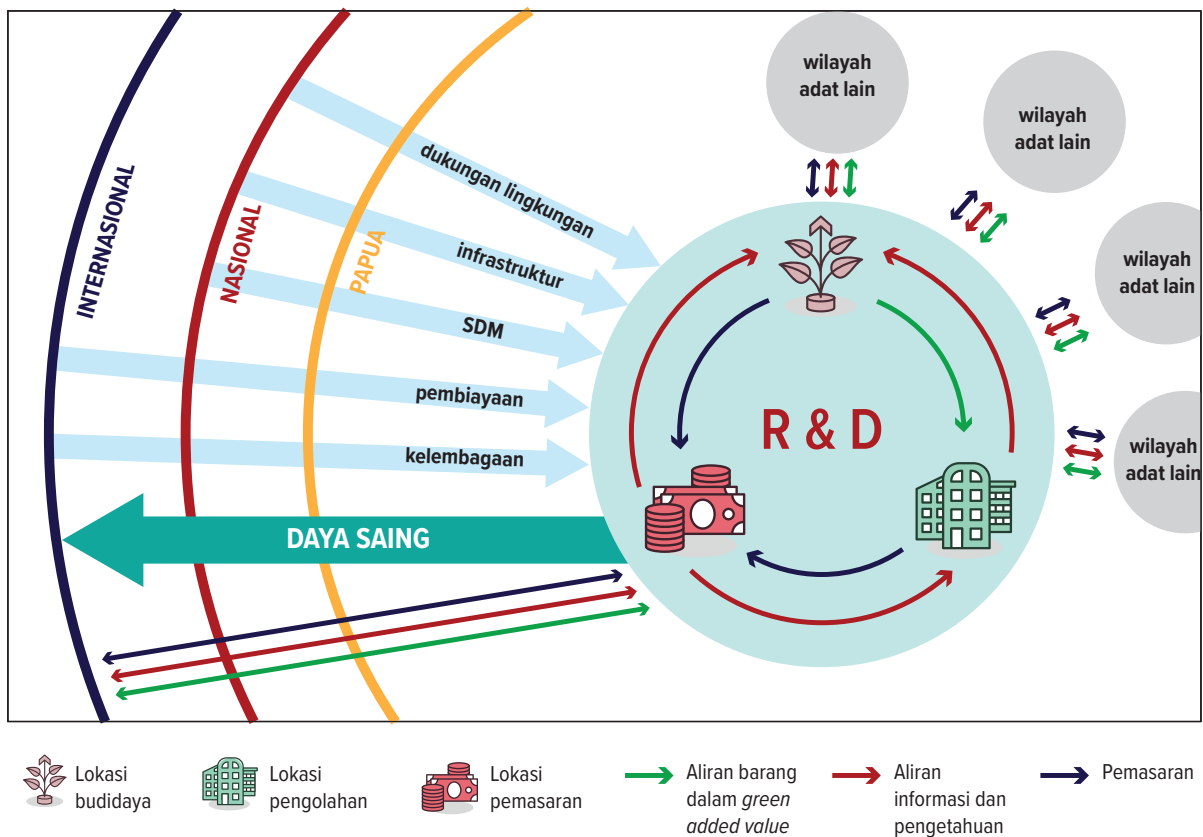 INTERNASIONAL
NASIONAL
PAPUA
dukungan lingkungan
infrastruktur
SDM
pembiayaan
kelembagaan
DAYA SAING
R & D
wilayah
adat lain
wilayah
adat lain
wilayah
adat lain
wilayah
adat lain
Lokasi
budidaya
Lokasi
pengolahan
Lokasi
pemasaran
Aliran barang
dalam green
added value
Aliran
informasi dan
pengetahuan
Pemasaran